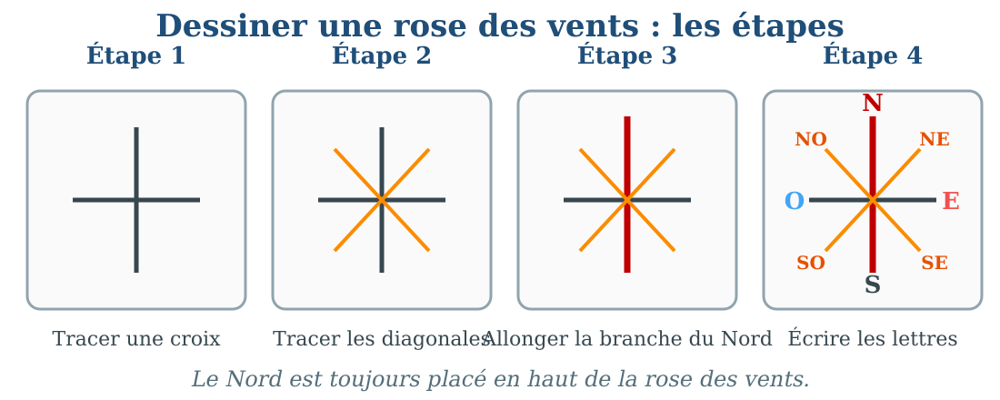 Dessiner une rose des vents : les étapes
Étape 1
Étape 2
Étape 3
Étape 4
N
NO
NE
O
E
SO
SE
S
Tracer une croix
Tracer les diagonales
Allonger la branche du Nord
Écrire les lettres
Le Nord est toujours placé en haut de la rose des vents.